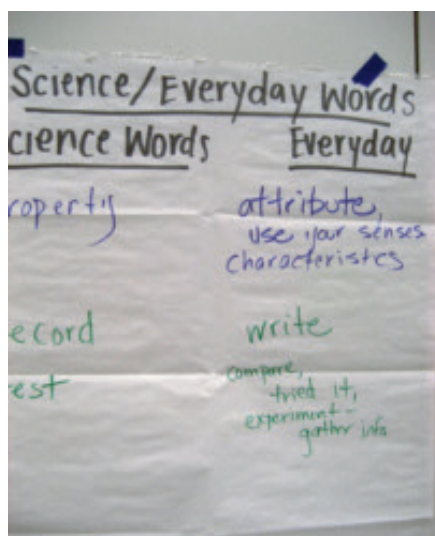 Science/Everyday Words
cience Words Everyday
roperty attribute,
use your senses
characteristics
ecord write
est compare,
tried it,
experiment-
gather info